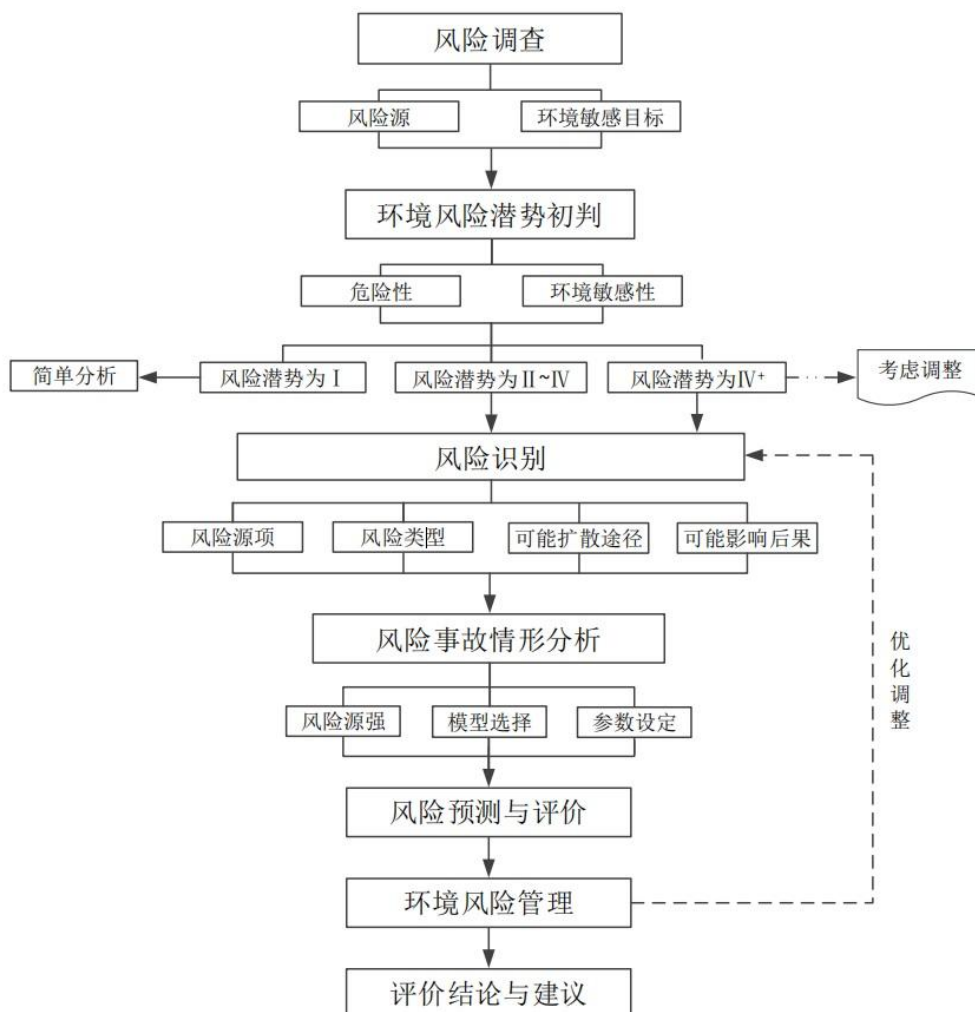 风险调查
风险源
环境敏感目标
环境风险潜势初判
危险性
环境敏感性
简单分析
风险潜势为Ⅰ
风险潜势为Ⅱ~Ⅳ
风险潜势为Ⅳ+
考虑调整
风险识别
风险源项
风险类型
可能扩散途径
可能影响后果
风险事故情形分析
风险源强
模型选择
参数设定
优化调整
风险预测与评价
环境风险管理
评价结论与建议